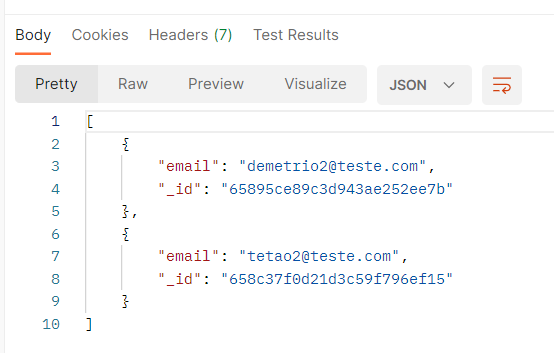 Body Cookies Headers (7) Test Results
Pretty Raw Preview Visualize JSON
1 [
2 {
3 "email": "demetrio2@teste.com",
4 "_id": "65895ce89c3d943ae252ee7b"
5 },
6 {
7 "email": "tetao2@teste.com",
8 "_id": "658c37f0d21d3c59f796ef15"
9 }
10 ]